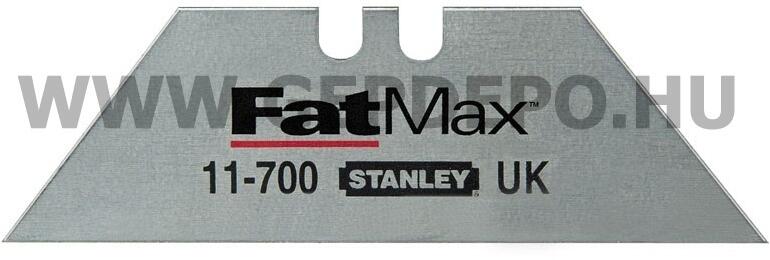 WWW.GEPDEPO.HU
FatMax™
11-700 STANLEY® UK